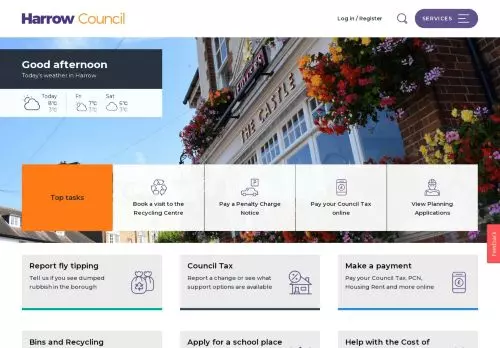 Harrow Council
Log in / Register
SERVICES
Good afternoon
Today's weather in Harrow
Today
8°C
3°C
Fri
7°C
3°C
Sat
6°C
3°C
THE CASTLE
Top tasks
Book a visit to the
Recycling Centre
Pay a Penalty Charge
Notice
Pay your Council Tax
online
View Planning
Applications
Feedback
Report fly tipping
Tell us if you see dumped
rubbish in the borough
Council Tax
Report a change or see what
support options are available
Make a payment
Pay your Council Tax, PCN,
Housing Rent and more online
Bins and Recycling
Apply for a school place
Help with the Cost of